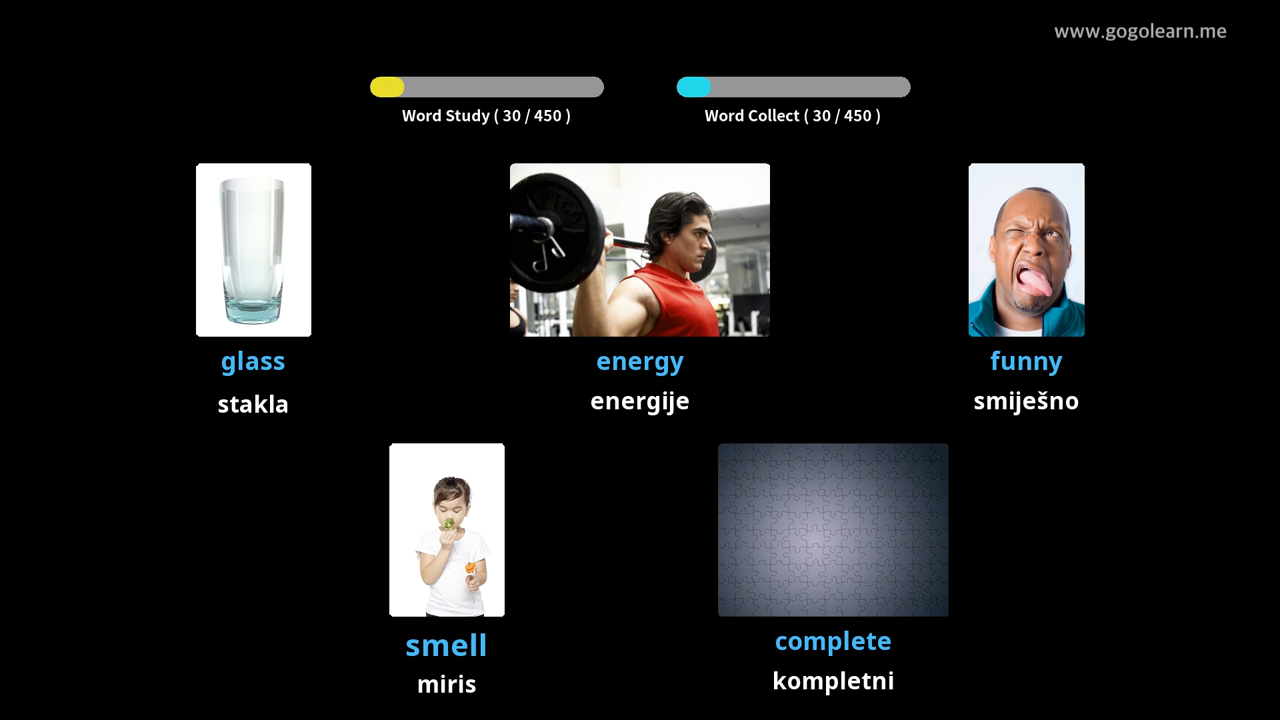 www.gogolearn.me
Word Study ( 30 / 450 )
Word Collect ( 30 / 450 )
glass
stakla
energy
energije
funny
smiješno
smell
miris
complete
kompletni